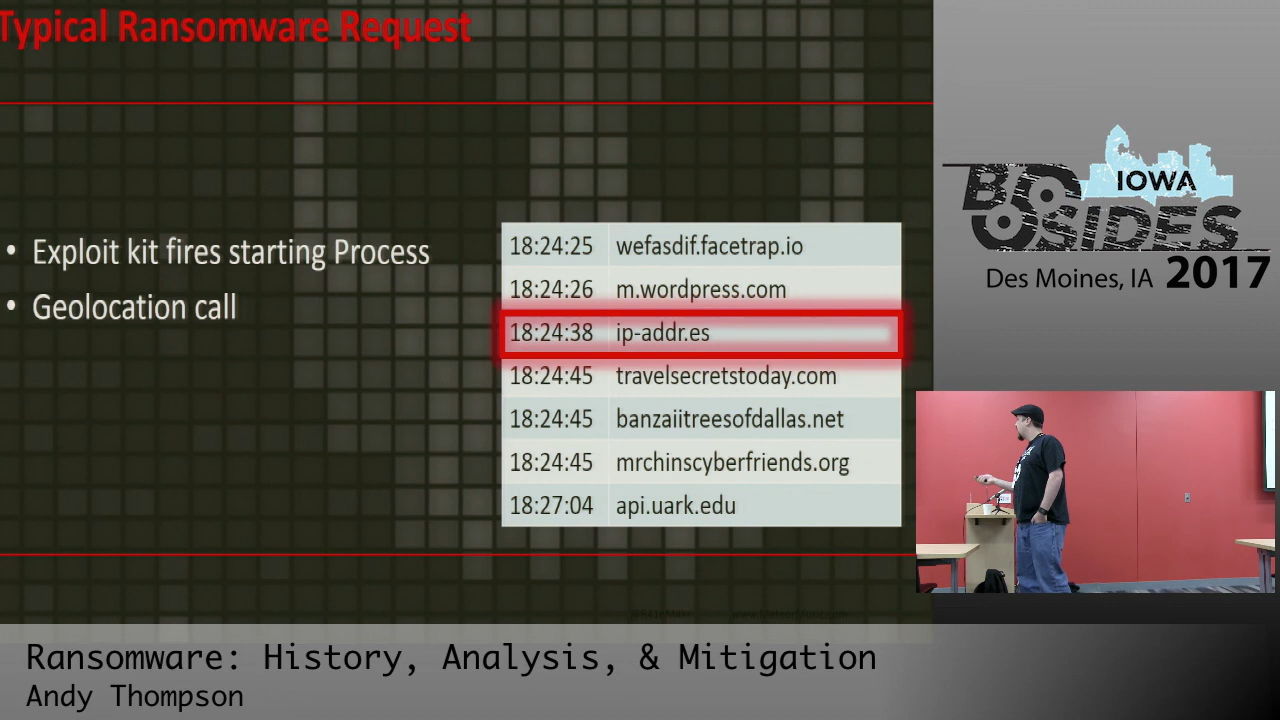 Typical Ransomware Request
• Exploit kit fires starting Process
• Geolocation call
18:24:25 wefasdif.facetrap.io
18:24:26 m.wordpress.com
18:24:38 ip-addr.es
18:24:45 travelsecretstoday.com
18:24:45 banzaiitreesofdallas.net
18:24:45 mrchinscyberfriends.org
18:27:04 api.uark.edu
IOWA
BSIDES
Des Moines, IA 2017
Ransomware: History, Analysis, & Mitigation
Andy Thompson